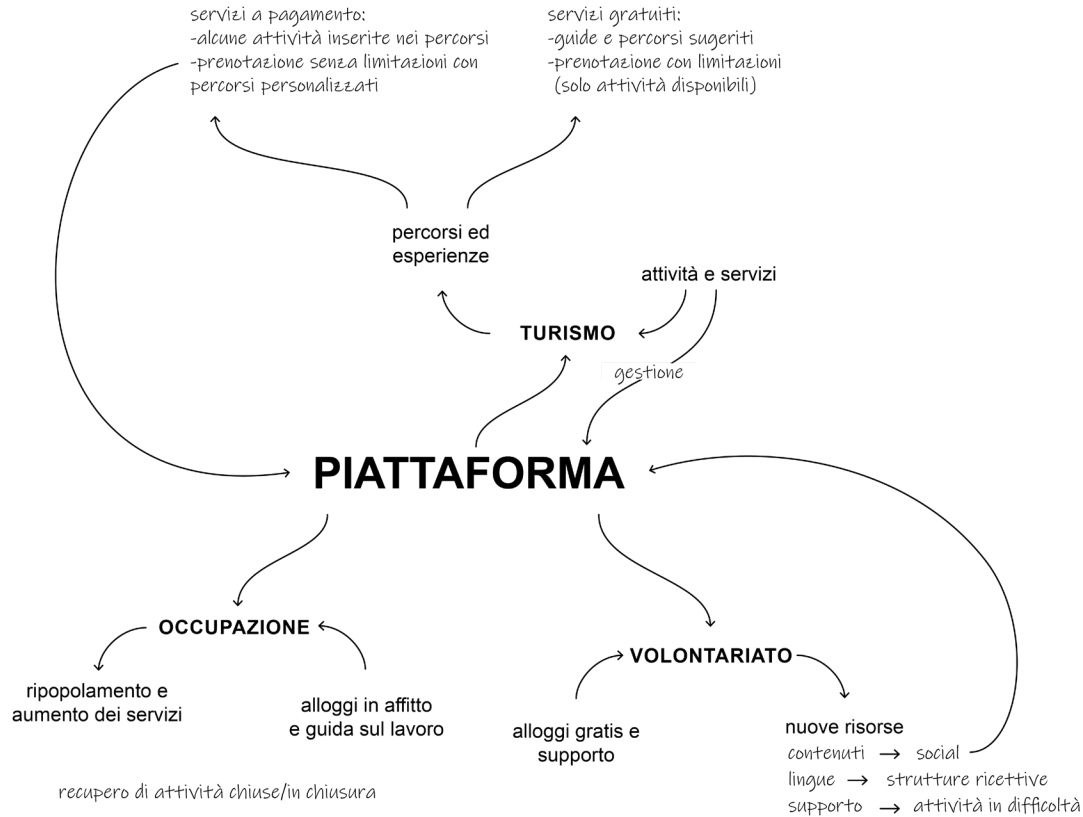 servizi a pagamento:
-alcune attività inserite nei percorsi
-prenotazione senza limitazioni con
percorsi personalizzati
servizi gratuiti:
-guide e percorsi sugeriti
-prenotazione con limitazioni
(solo attività disponibili)
percorsi ed
esperienze
attività e servizi
TURISMO
gestione
PIATTAFORMA
OCCUPAZIONE
ripopolamento e
aumento dei servizi
alloggi in affitto
e guida sul lavoro
recupero di attività chiuse/in chiusura
VOLONTARIATO
alloggi gratis e
supporto
nuove risorse
contenuti → social
lingue → strutture ricettive
supporto → attività in difficoltà